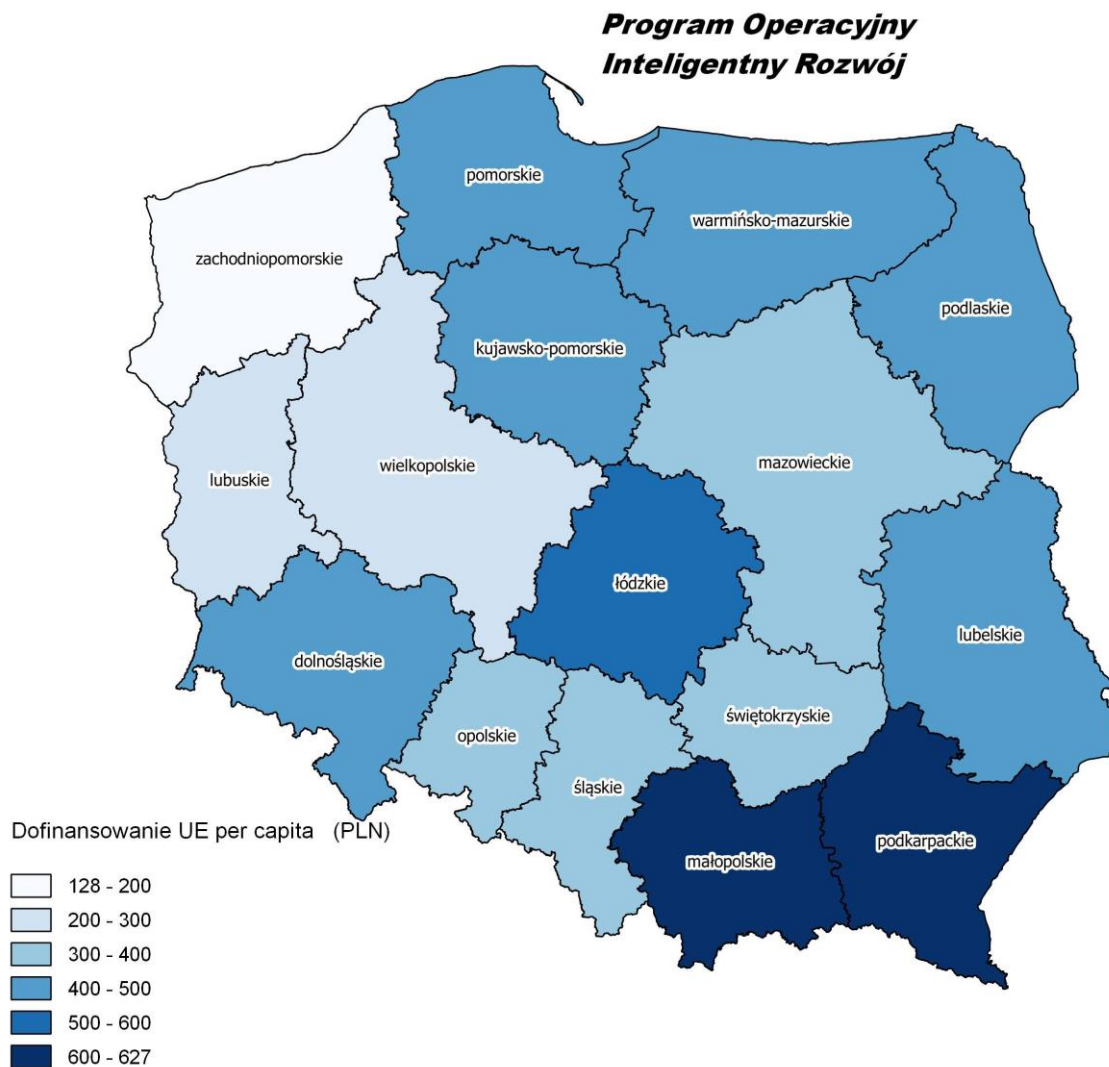 Program Operacyjny
Inteligentny Rozwój
pomorskie
warmińsko-mazurskie
zachodniopomorskie
podlaskie
kujawsko-pomorskie
mazowieckie
wielkopolskie
lubuskie
łódzkie
lubelskie
dolnośląskie
świętokrzyskie
opolskie
śląskie
podkarpackie
małopolskie
Dofinansowanie UE per capita (PLN)
128 - 200
200 - 300
300 - 400
400 - 500
500 - 600
600 - 627